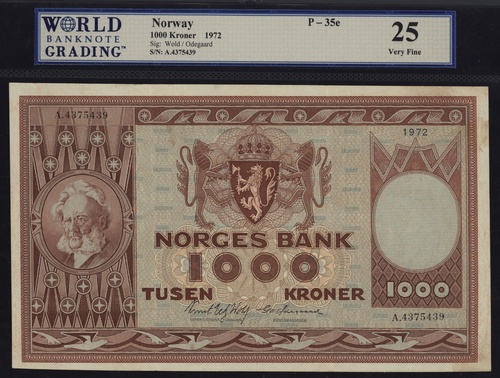 WORLD
BANKNOTE
GRADING™
Norway
1000 Kroner 1972
Sig: Wold / Odegaard
S/N: A.4375439
P – 35e
25
Very Fine
A.4375439
1972
NORGES BANK
1000
TUSEN KRONER
1000
A.4375439